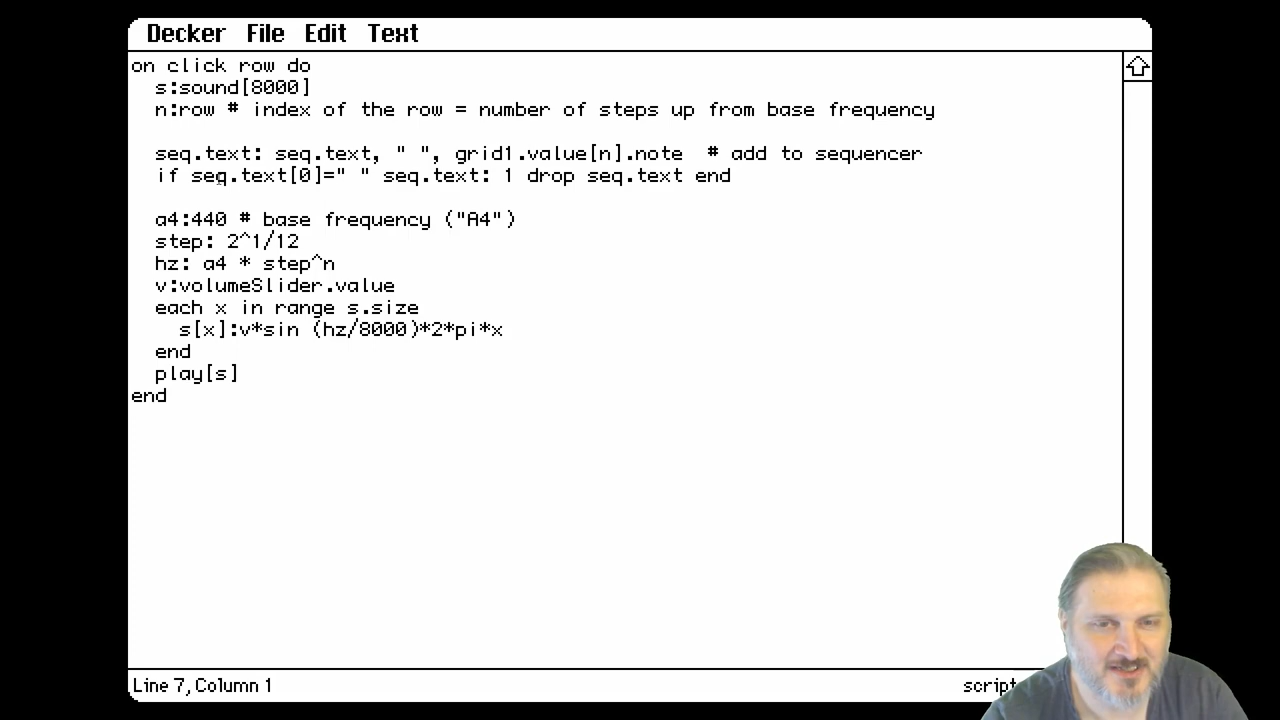 Decker File Edit Text
on click row do
  s:sound[8000]
  n:row # index of the row = number of steps up from base frequency

  seq.text: seq.text, " ", grid1.value[n].note  # add to sequencer
  if seq.text[0]=" " seq.text: 1 drop seq.text end

  a4:440 # base frequency ("A4")
  step: 2^1/12
  hz: a4 * step^n
  v:volumeSlider.value
  each x in range s.size
    s[x]:v*sin (hz/8000)*2*pi*x
  end
  play[s]
end
Line 7, Column 1
script